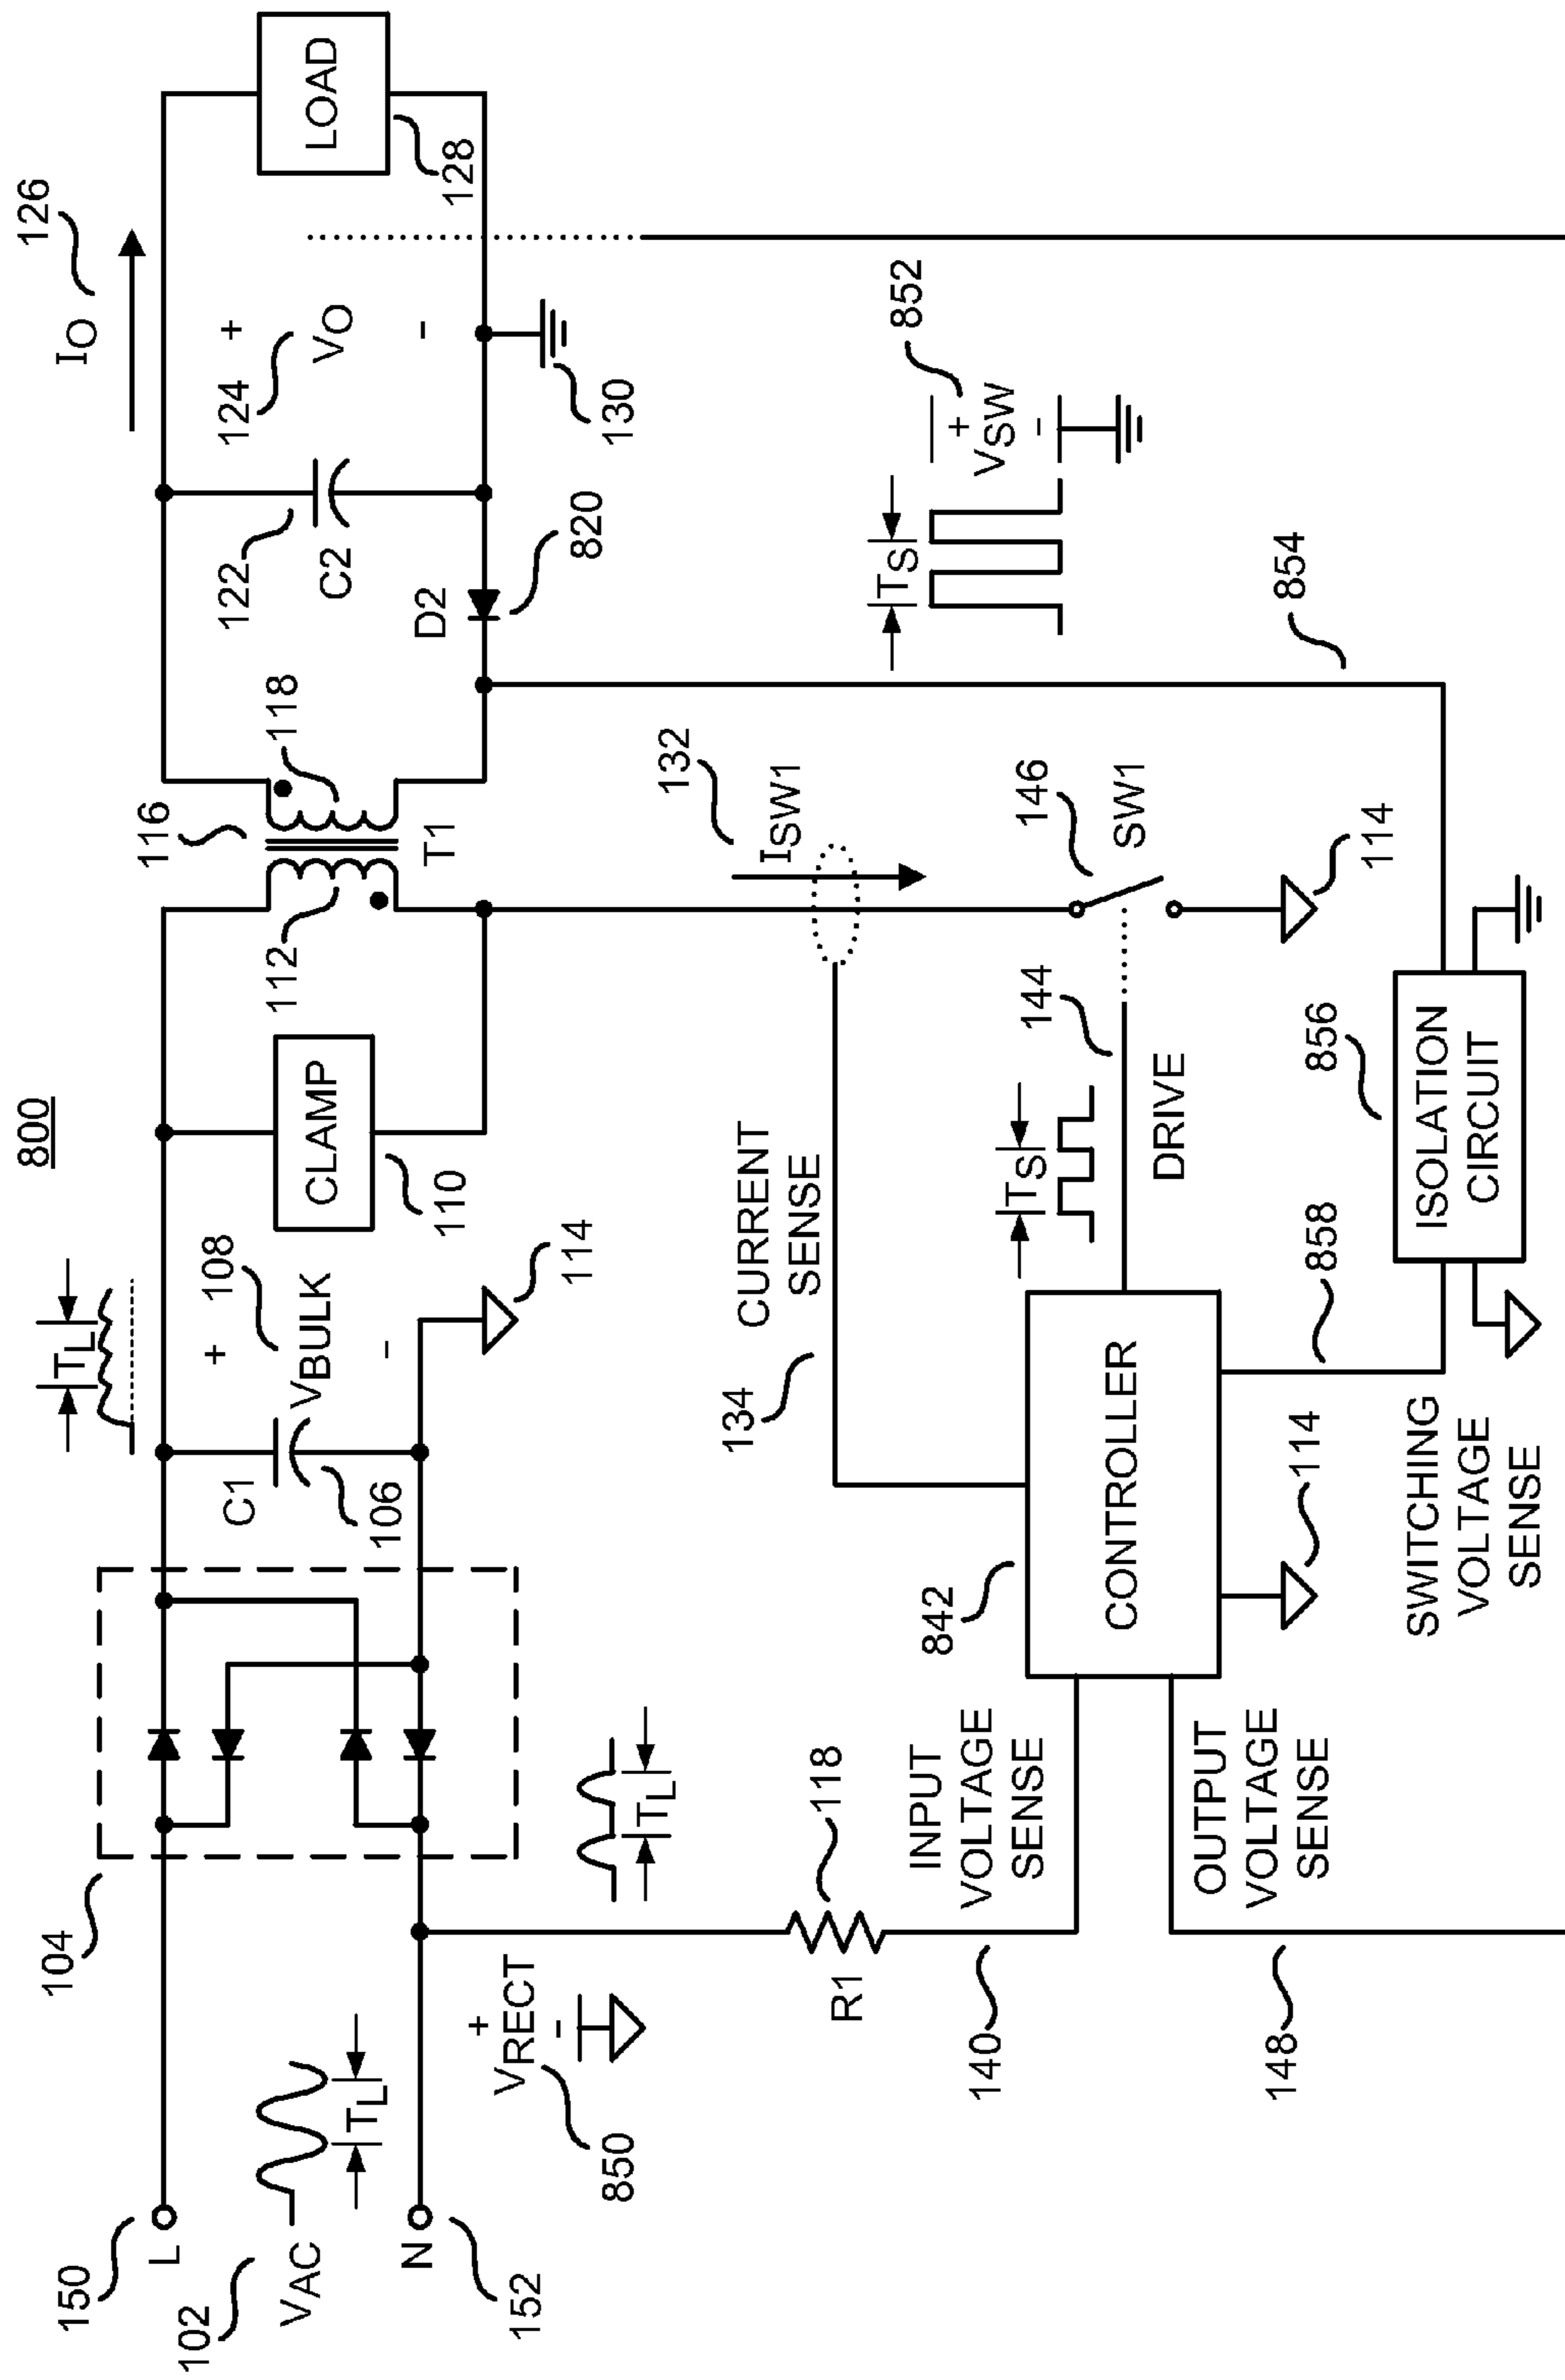 800
150
L
VAC
102
TL
N
152
104
VRECT
+
-
850
TL
C1
106
TL
108
+
VBULK
-
114
CLAMP
110
116
112
118
T1
122
C2
D2
820
124
+
VO
-
IO
126
130
LOAD
128
R1
118
140
INPUT
VOLTAGE
SENSE
OUTPUT
VOLTAGE
SENSE
148
842
CONTROLLER
114
134
CURRENT
SENSE
132
ISW1
TS
144
DRIVE
146
SW1
114
TS
852
+
VSW
-
854
SWITCHING
VOLTAGE
SENSE
858
856
ISOLATION
CIRCUIT